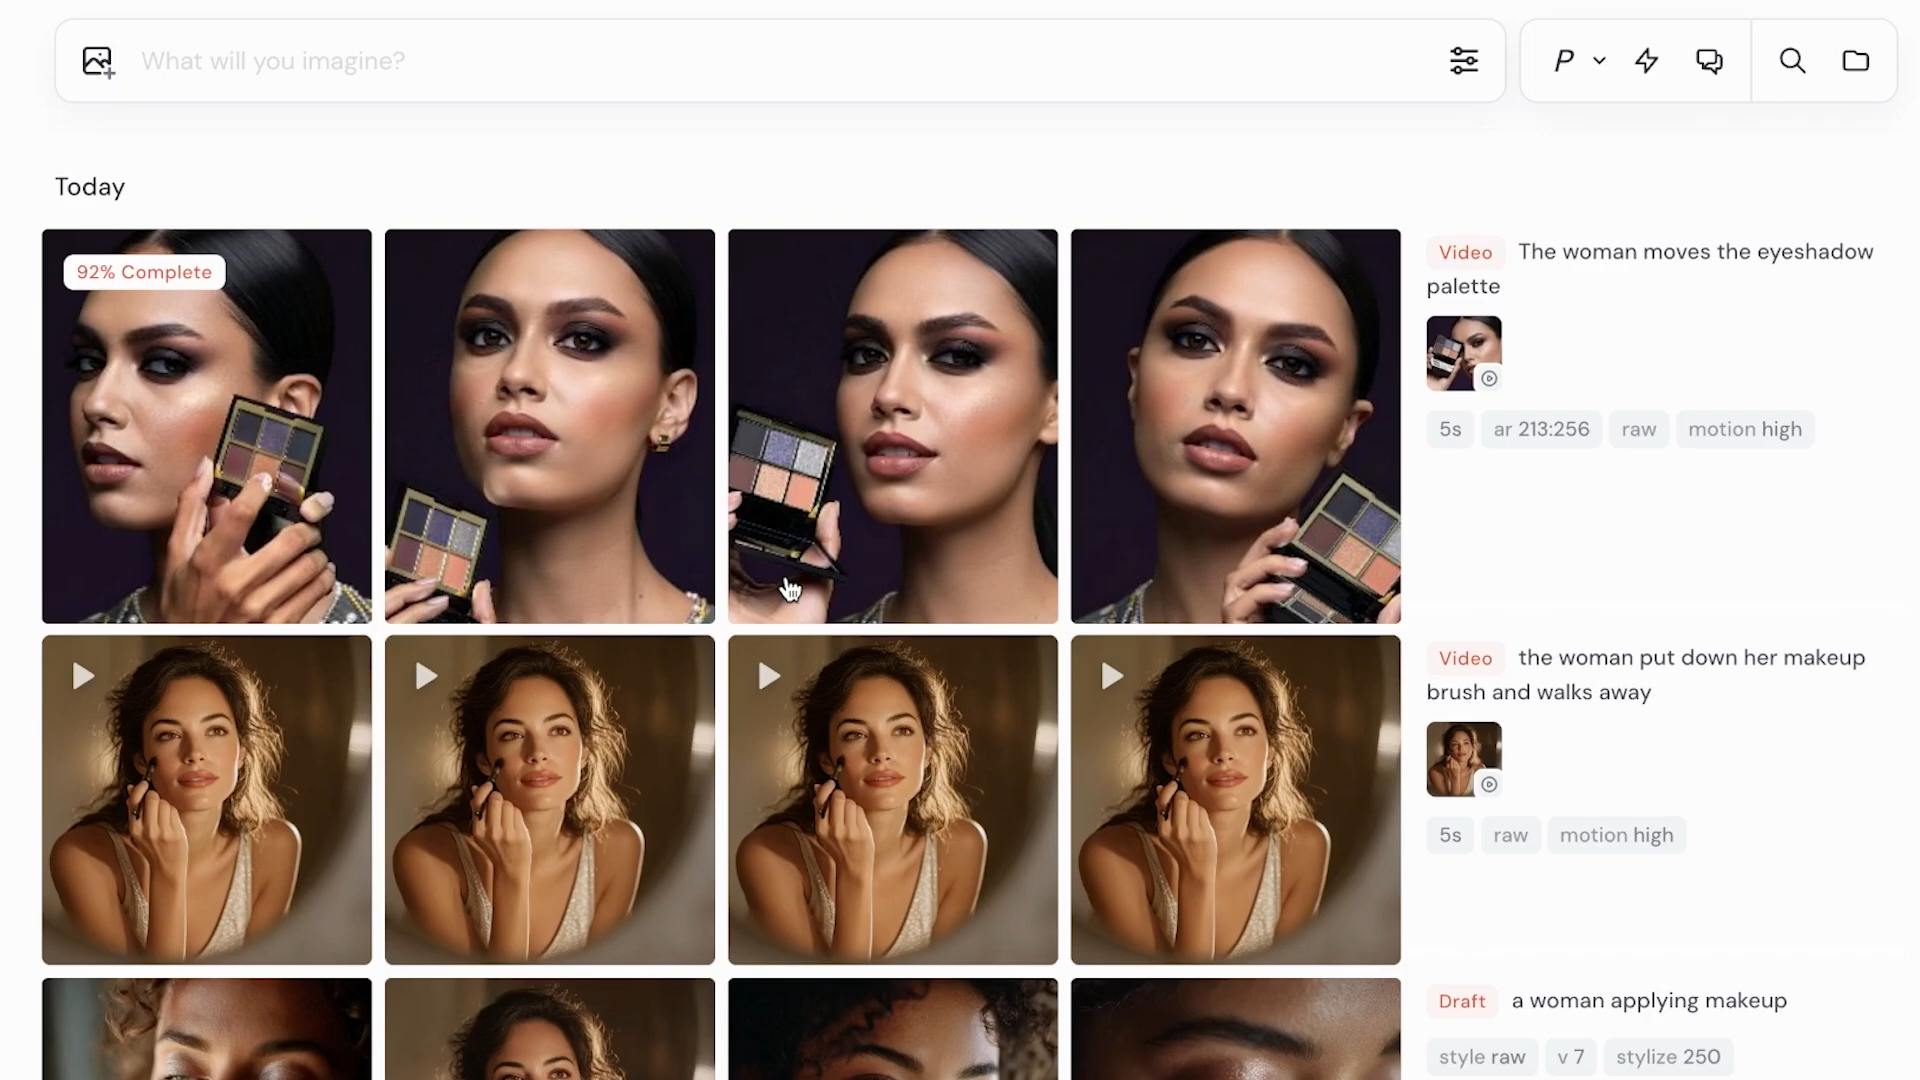 What will you imagine?
P
Today
92% Complete
Video The woman moves the eyeshadow
palette
5s ar 213:256 raw motion high
Video the woman put down her makeup
brush and walks away
5s raw motion high
Draft a woman applying makeup
style raw v 7 stylize 250